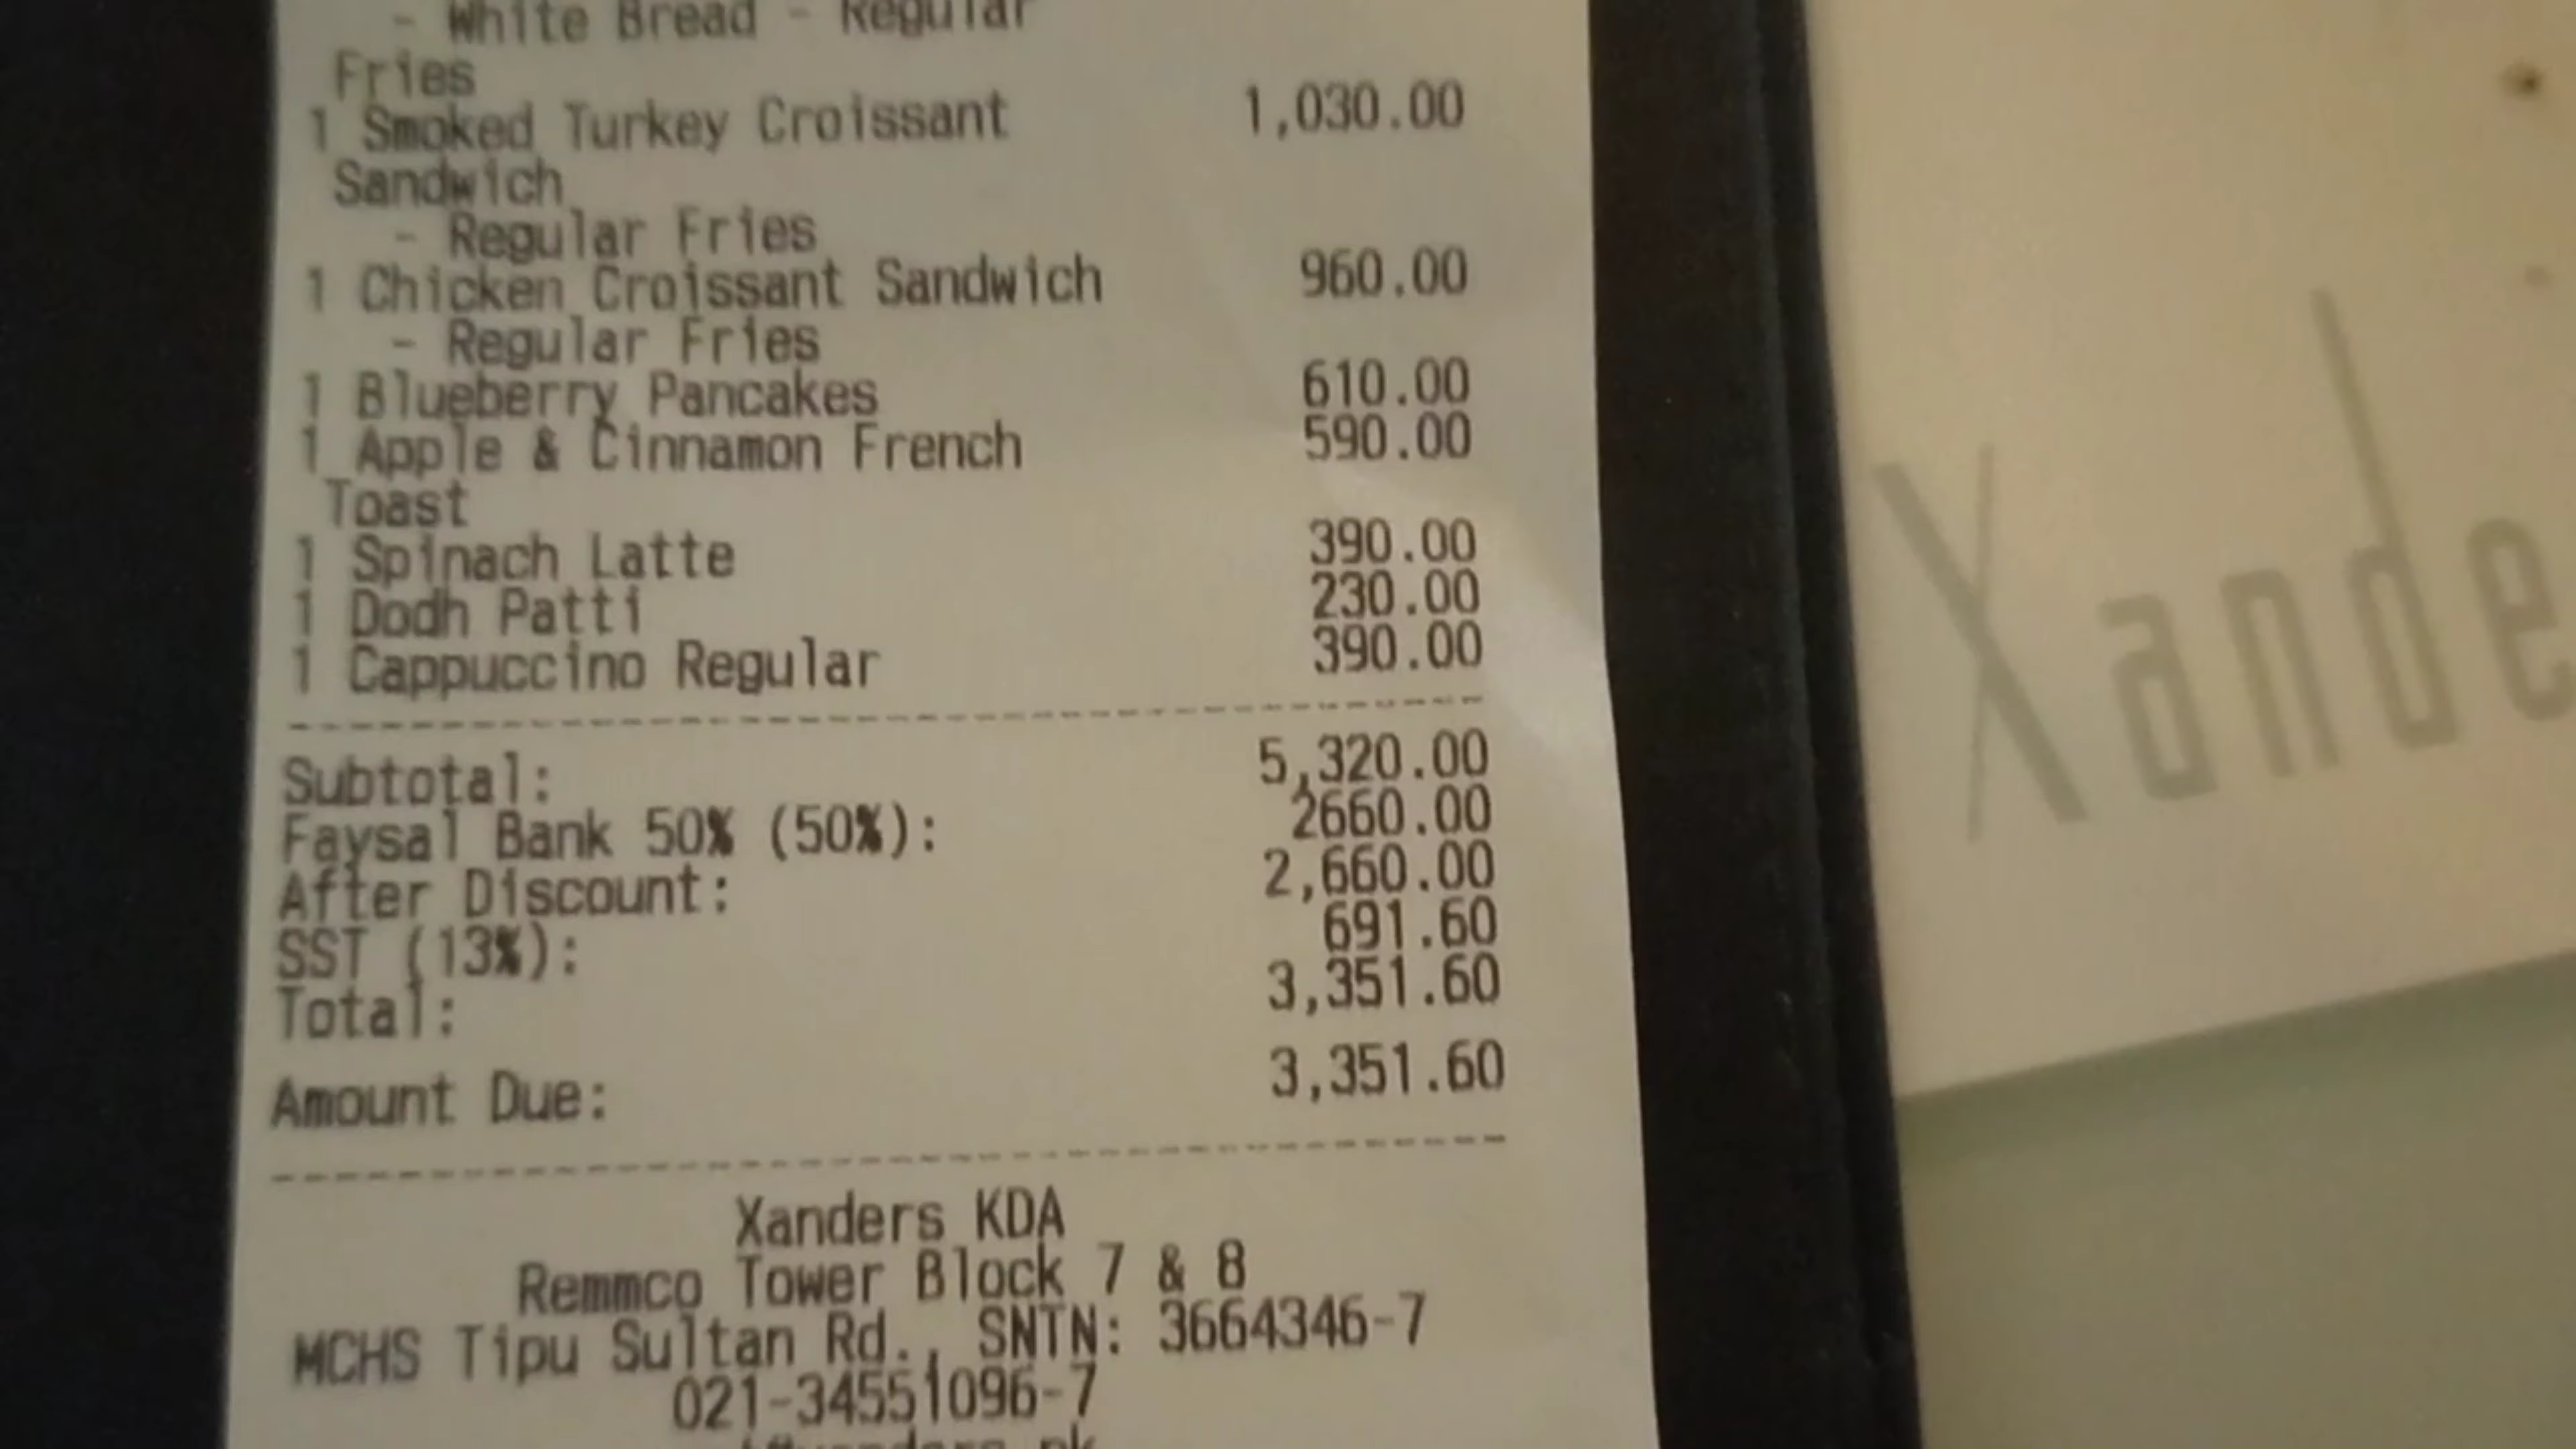 - White Bread - Regular
Fries
1 Smoked Turkey Croissant 1,030.00
Sandwich
- Regular Fries
1 Chicken Croissant Sandwich 960.00
- Regular Fries
1 Blueberry Pancakes 610.00
1 Apple & Cinnamon French 590.00
Toast
1 Spinach Latte 390.00
1 Dodh Patti 230.00
1 Cappuccino Regular 390.00
Subtotal: 5,320.00
Faysal Bank 50% (50%): 2660.00
After Discount: 2,660.00
SST (13%): 691.60
Total: 3,351.60
Amount Due: 3,351.60
Xanders KDA
Remmco Tower Block 7 & 8
MCHS Tipu Sultan Rd., SNTN: 3664346-7
021-34551096-7
Xande